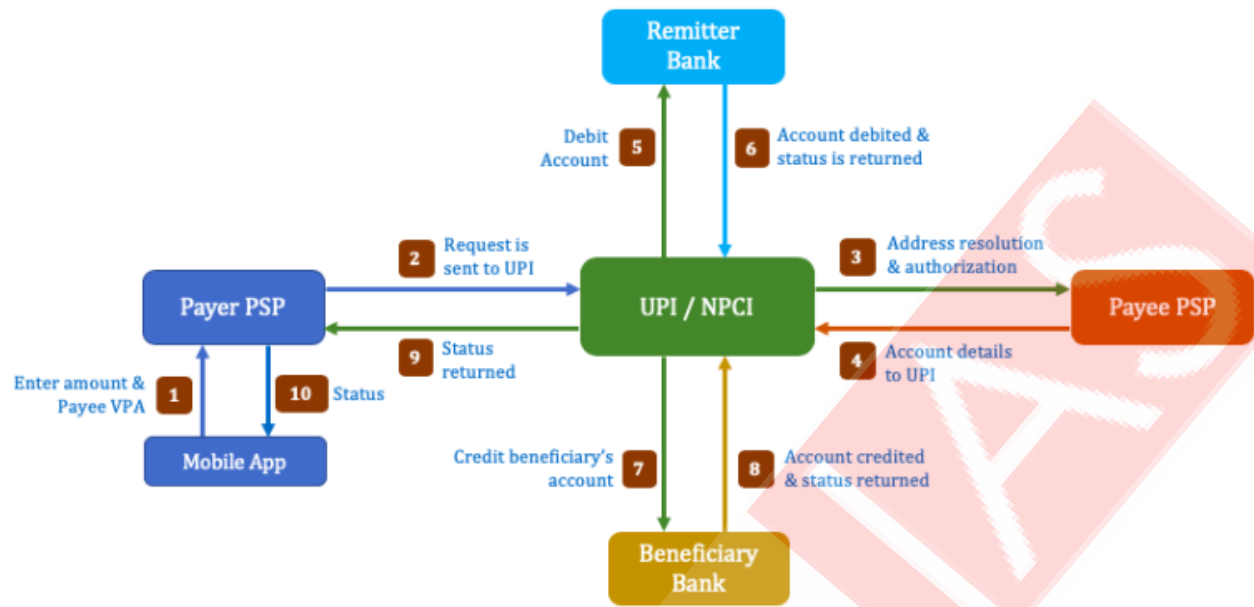 Remitter
Bank
Debit
Account
5
6
Account debited &
status is returned
2
Request is
sent to UPI
3
Address resolution
& authorization
Payer PSP
UPI / NPCI
Payee PSP
9
Status
returned
4
Account details
to UPI
Enter amount &
Payee VPA
1
10
Status
Mobile App
Credit beneficiary's
account
7
8
Account credited
& status returned
Beneficiary
Bank
IAS